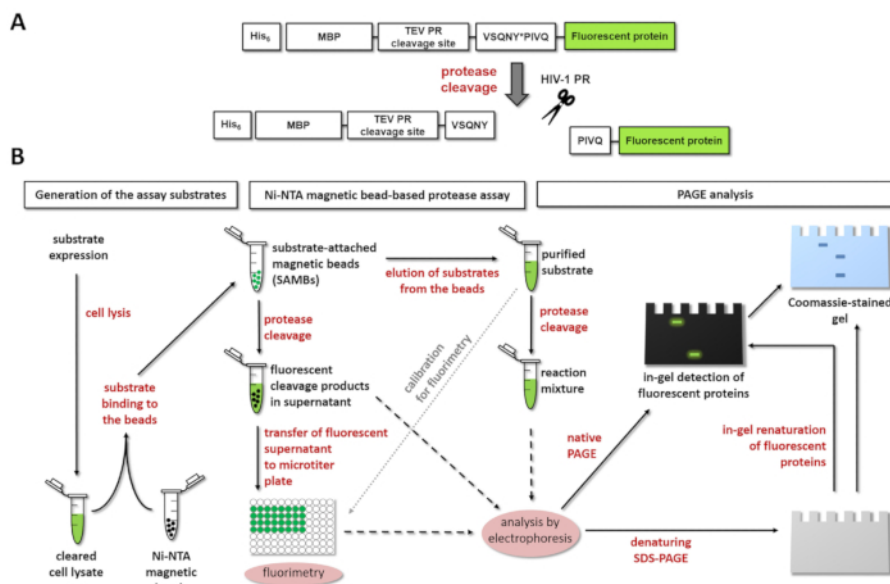 A
His₆
MBP
TEV PR
cleavage site
VSQNY*PIVQ
Fluorescent protein
protease
cleavage
HIV-1 PR
His₆
MBP
TEV PR
cleavage site
VSQNY
PIVQ
Fluorescent protein
B
Generation of the assay substrates
Ni-NTA magnetic bead-based protease assay
PAGE analysis
substrate
expression
cell lysis
substrate
binding to
the beads
cleared
cell lysate
Ni-NTA
magnetic
substrate-attached
magnetic beads
(SAMBs)
elution of substrates
from the beads
protease
cleavage
fluorescent
cleavage products
in supernatant
transfer of fluorescent
supernatant
to microtiter
plate
fluorimetry
calibration
for fluorimetry
purified
substrate
protease
cleavage
reaction
mixture
analysis by
electrophoresis
native
PAGE
denaturing
SDS-PAGE
in-gel detection of
fluorescent proteins
Coomassie-stained
gel
in-gel renaturation
of fluorescent
proteins